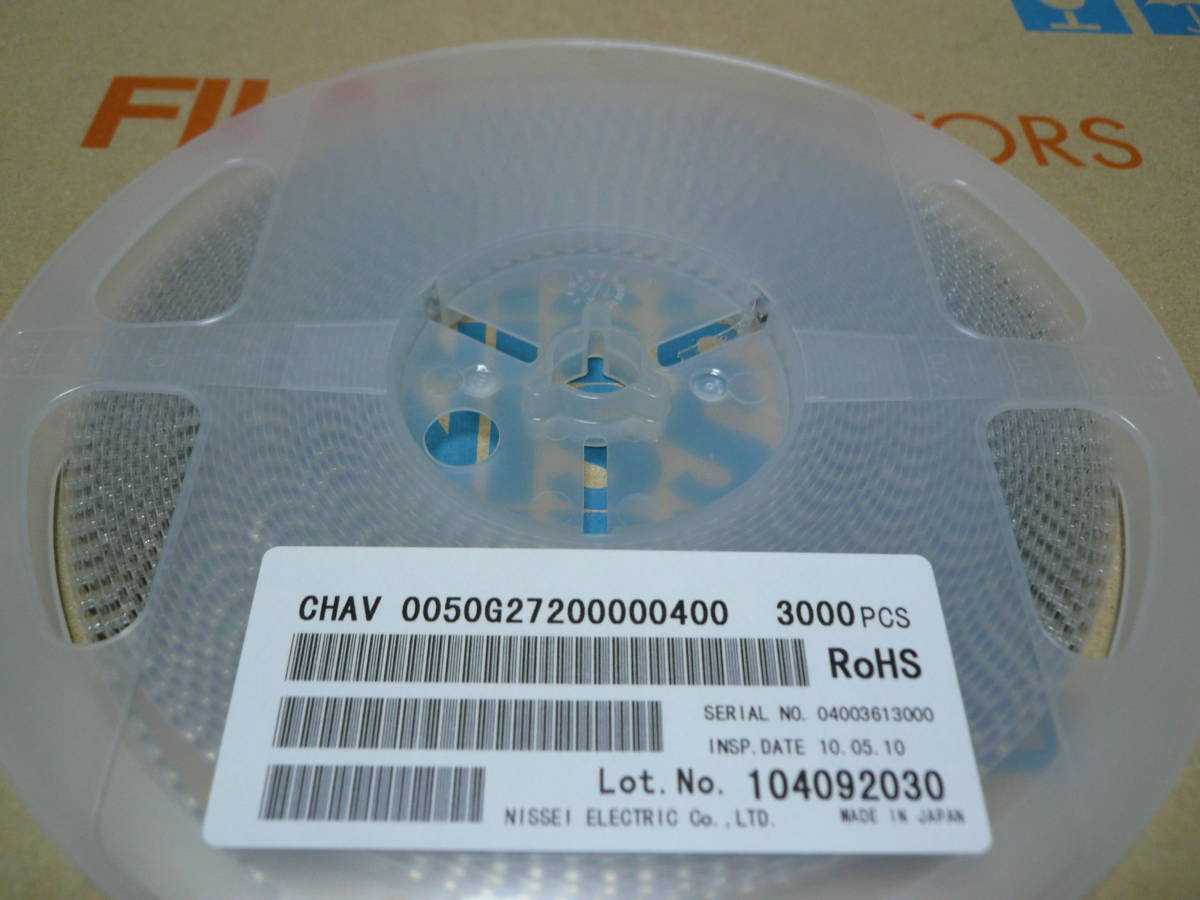 CHAV 0050G27200000400 3000PCS
RoHS
SERIAL NO. 04003613000
INSP.DATE 10.05.10
Lot.No. 104092030
NISSEI ELECTRIC Co.,LTD. MADE IN JAPAN